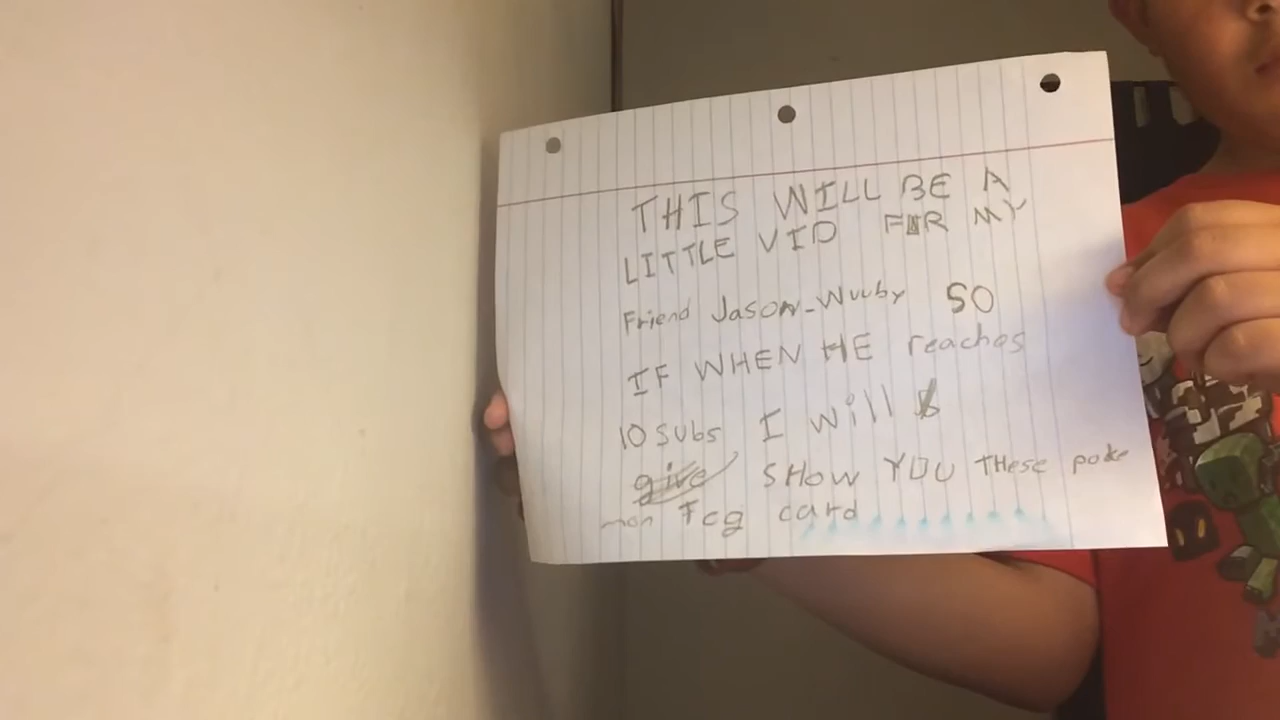 THIS WILL BE A
LITTLE VID FOR MY
Friend Jason-Wuuby SO
IF WHEN HE reaches
10 subs I will
give SHOW YOU THese poke
mon Tcg card